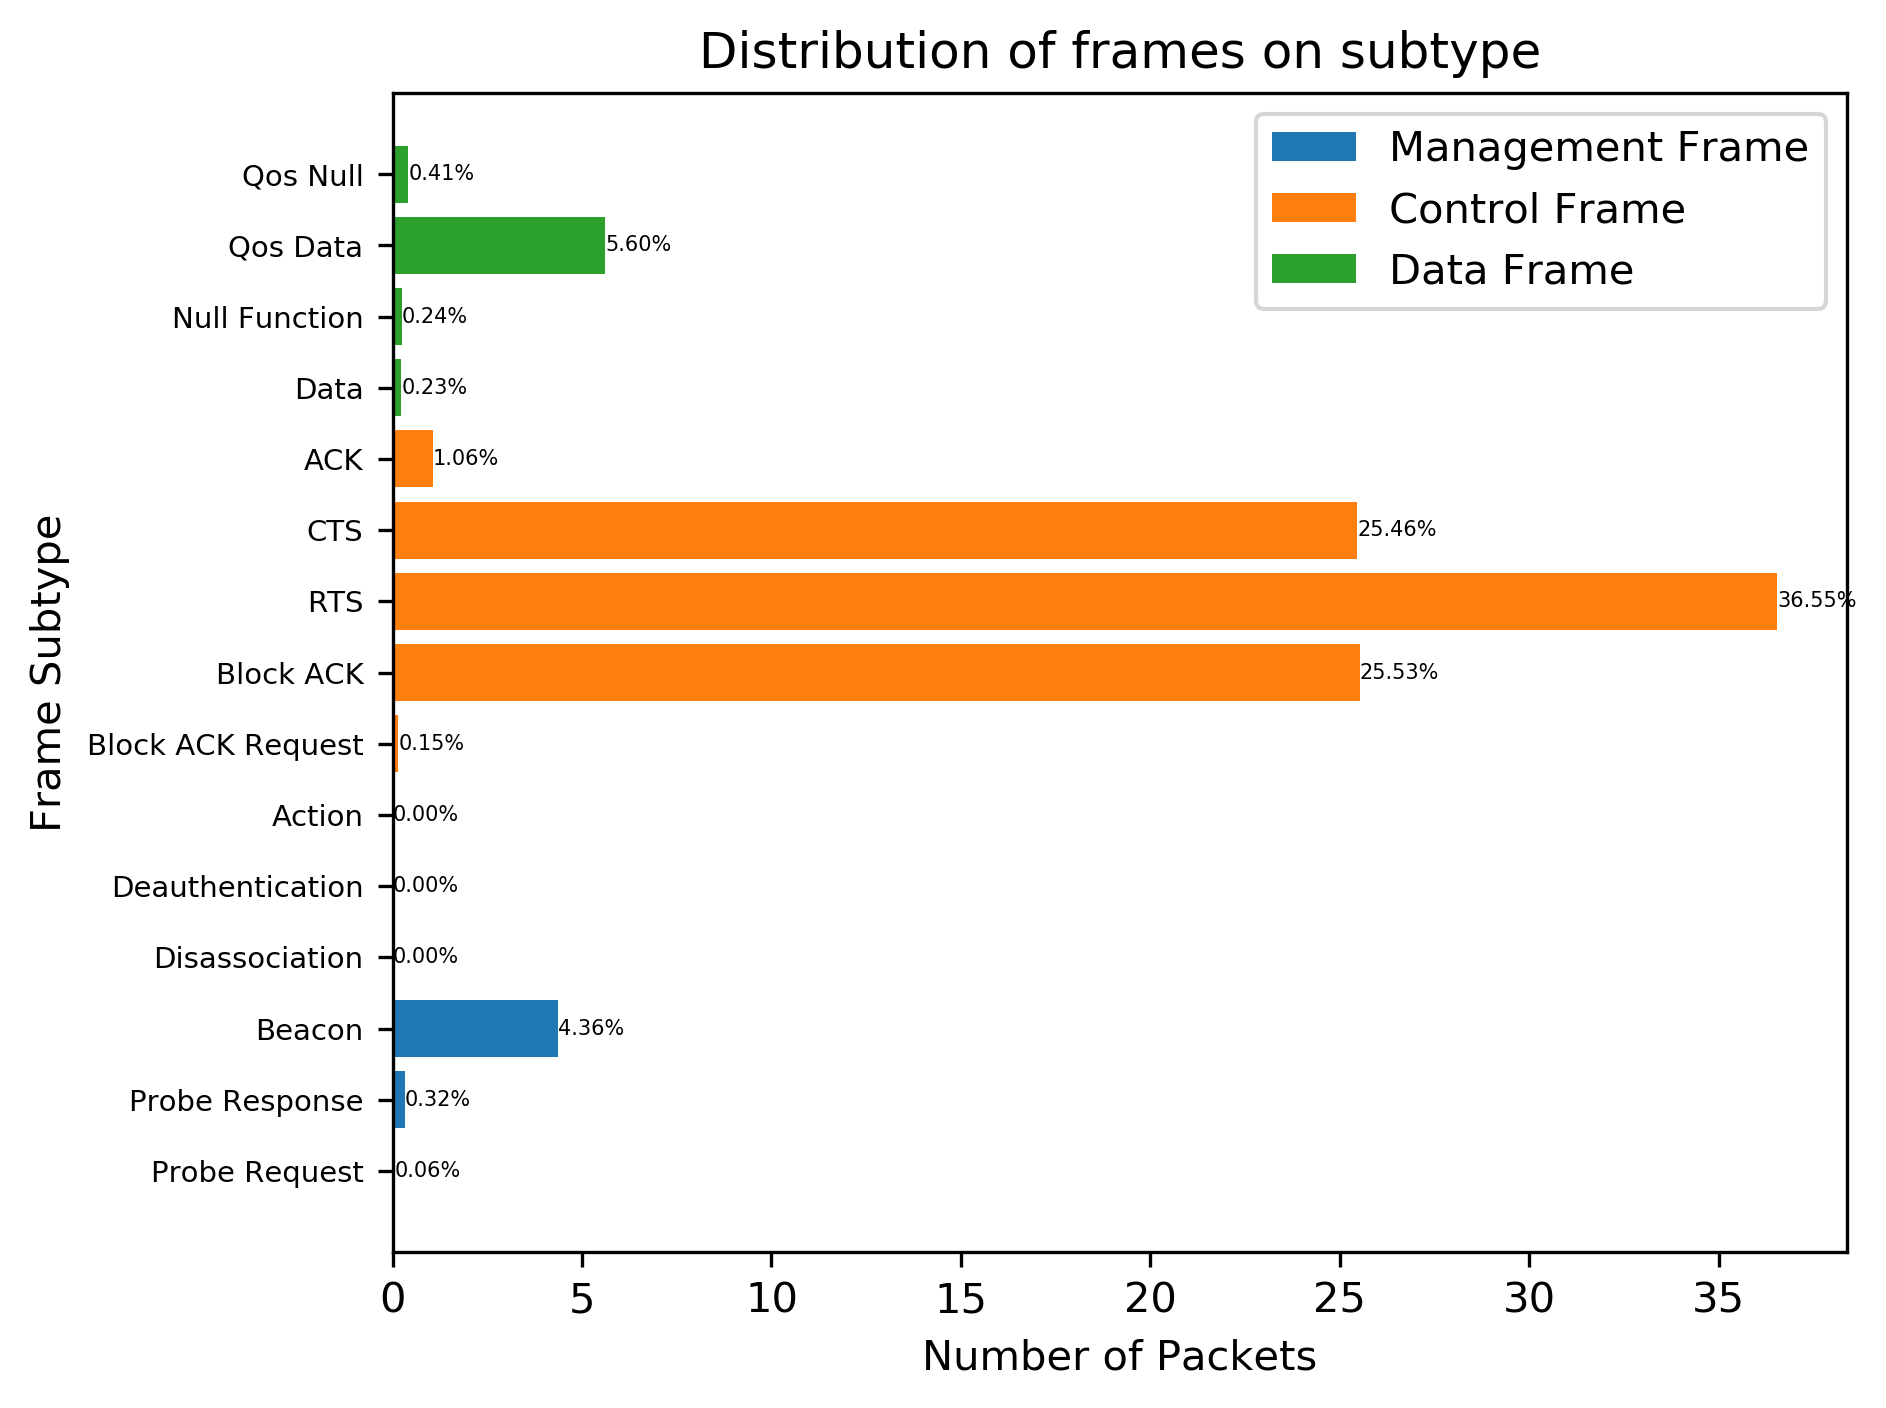 Distribution of frames on subtype
Management Frame
Control Frame
Data Frame
Frame Subtype
Qos Null 0.41%
Qos Data 5.60%
Null Function 0.24%
Data 0.23%
ACK 1.06%
CTS 25.46%
RTS 36.55%
Block ACK 25.53%
Block ACK Request 0.15%
Action 0.00%
Deauthentication 0.00%
Disassociation 0.00%
Beacon 4.36%
Probe Response 0.32%
Probe Request 0.06%
0 5 10 15 20 25 30 35
Number of Packets